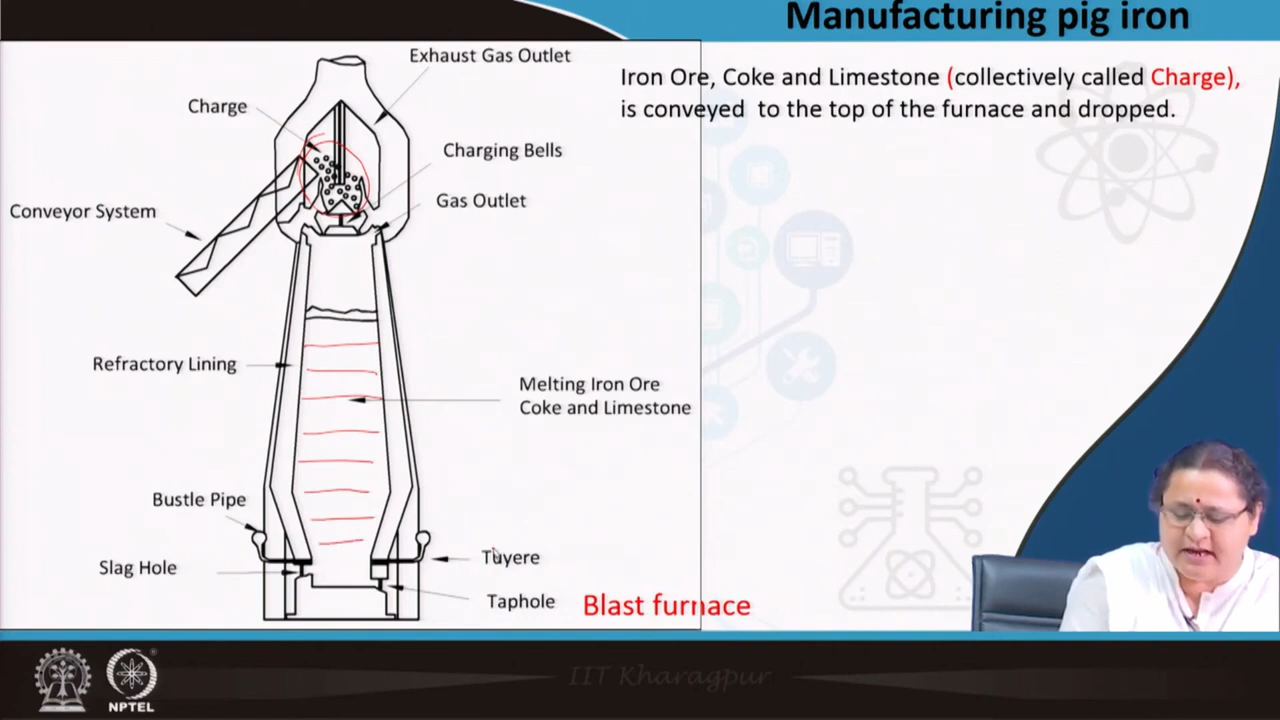 Manufacturing pig iron
Iron Ore, Coke and Limestone (collectively called Charge),
is conveyed to the top of the furnace and dropped.
Exhaust Gas Outlet
Charge
Charging Bells
Gas Outlet
Conveyor System
Refractory Lining
Melting Iron Ore
Coke and Limestone
Bustle Pipe
Slag Hole
Tuyere
Taphole
Blast furnace
IIT Kharagpur
NPTEL